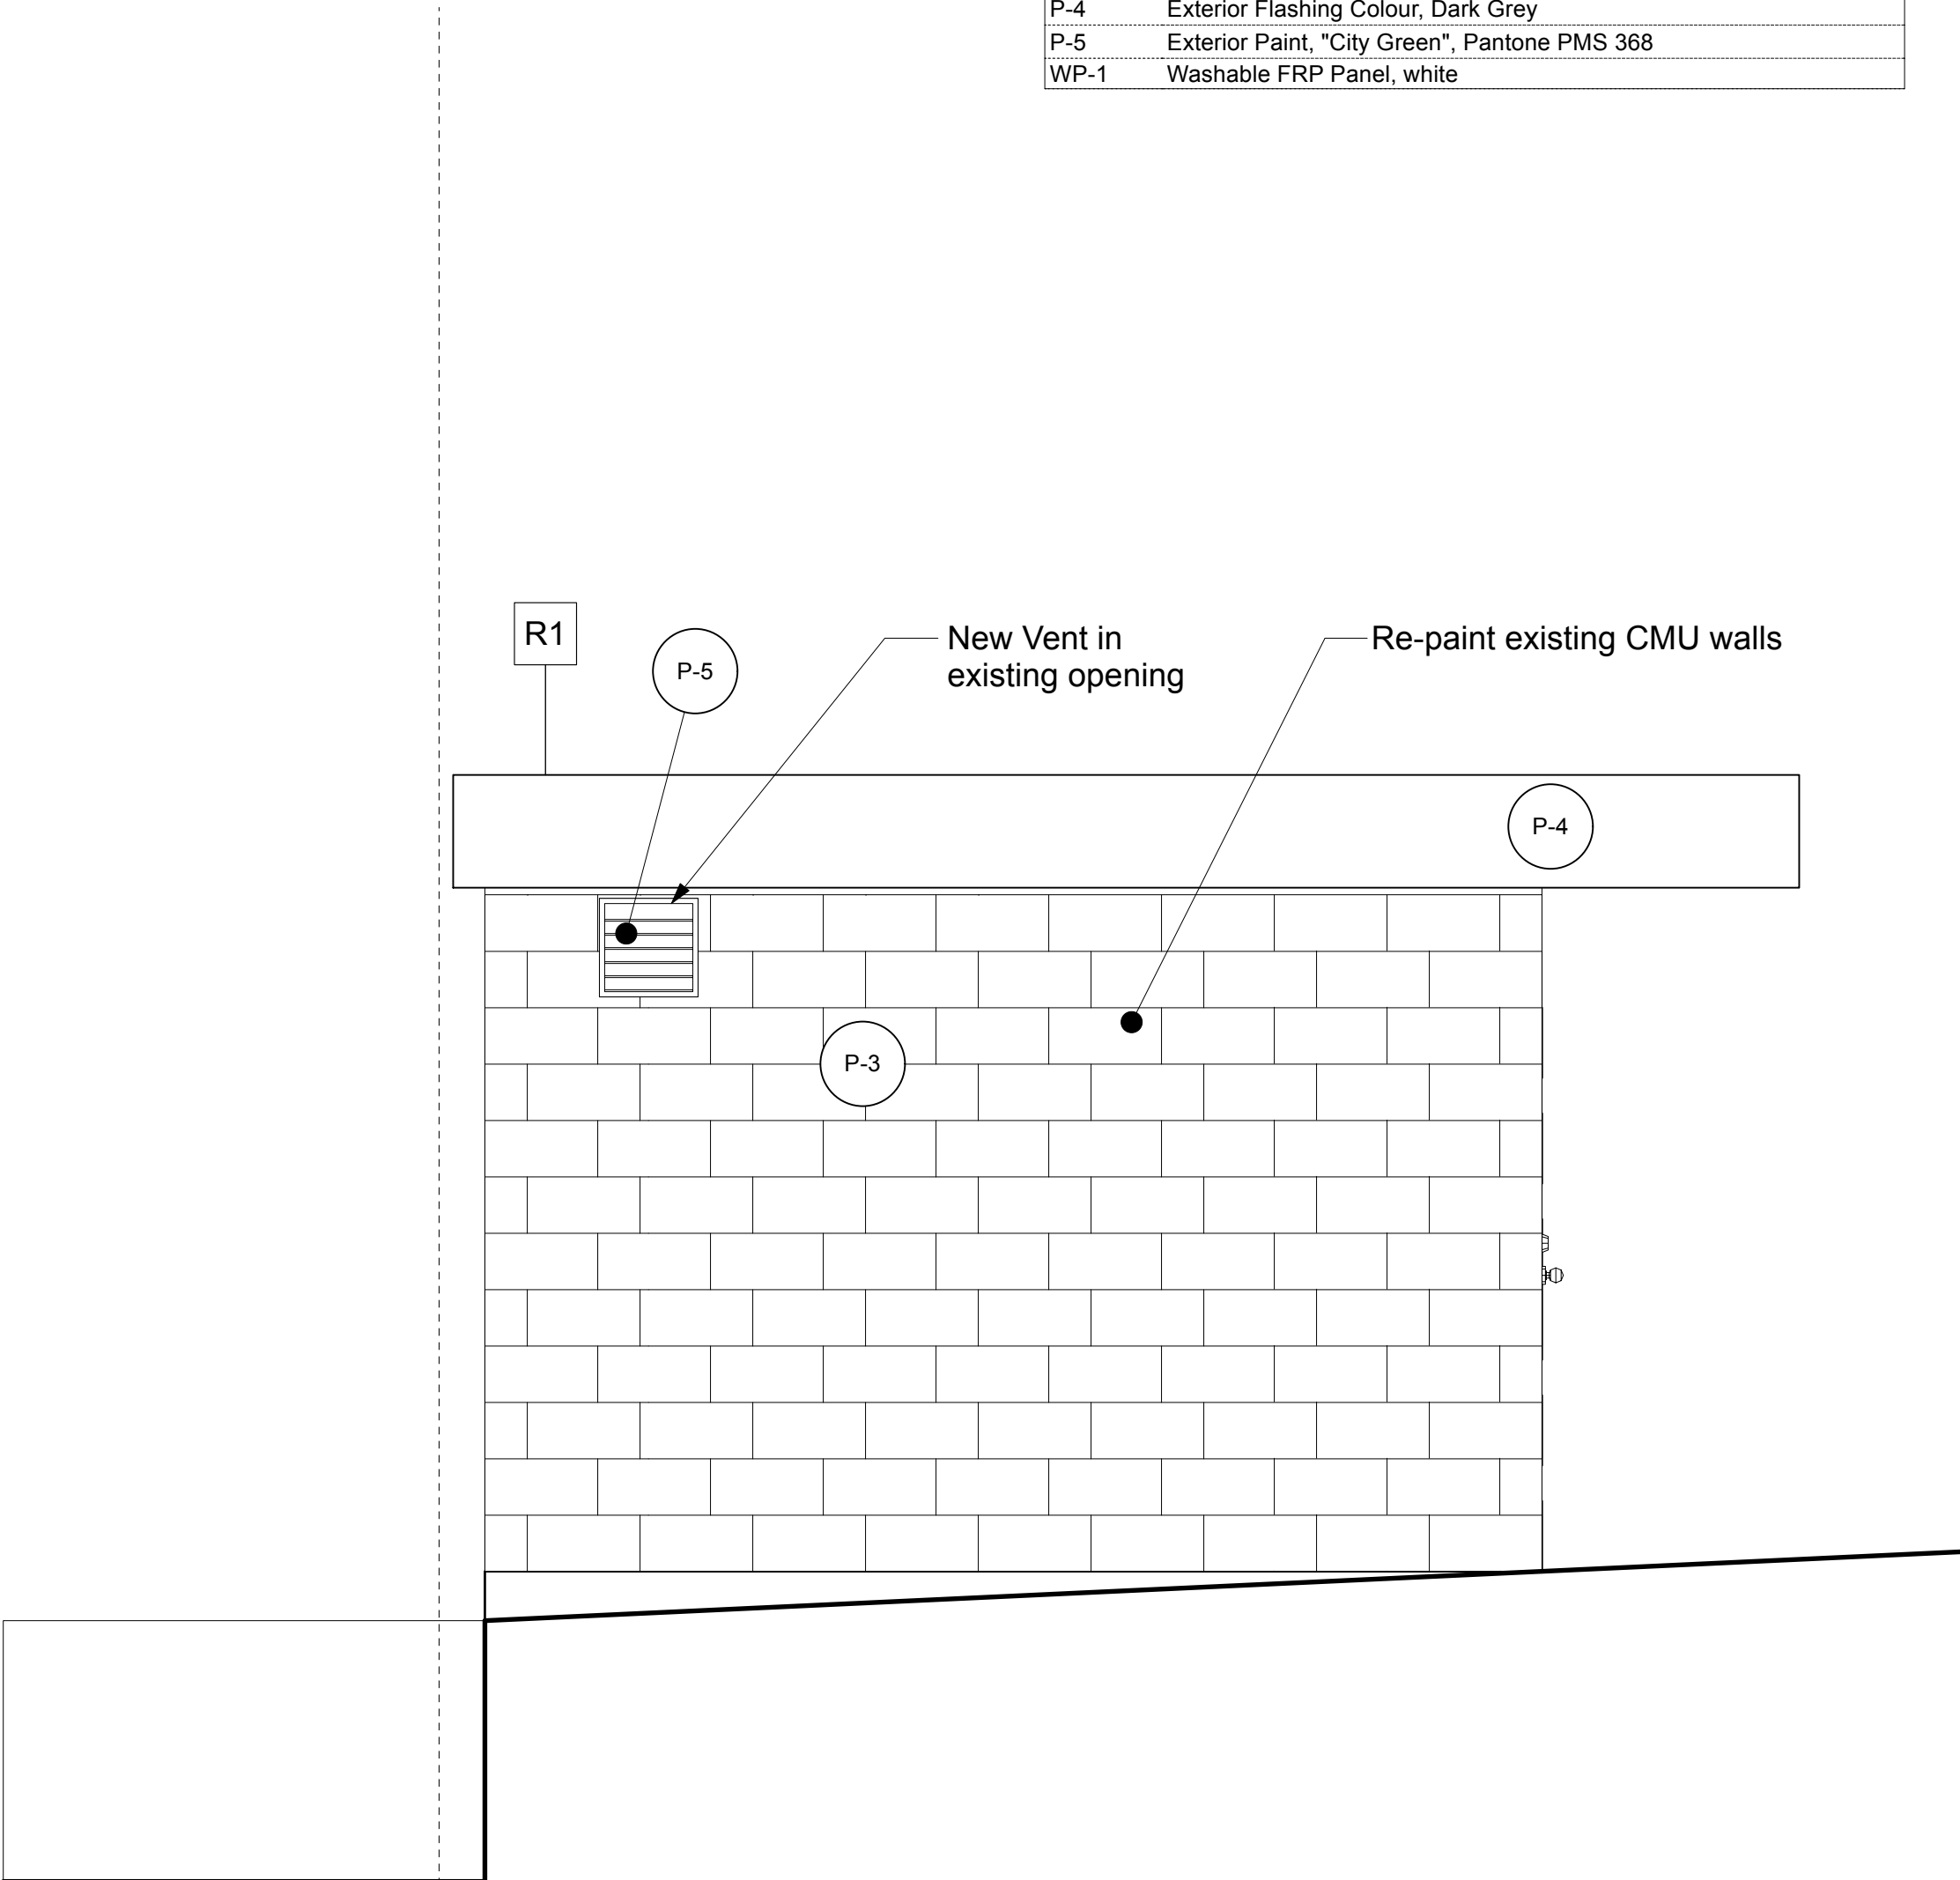 P-4 Exterior Flashing Colour, Dark Grey
P-5 Exterior Paint, "City Green", Pantone PMS 368
WP-1 Washable FRP Panel, white
R1
P-5
New Vent in
existing opening
Re-paint existing CMU walls
P-4
P-3